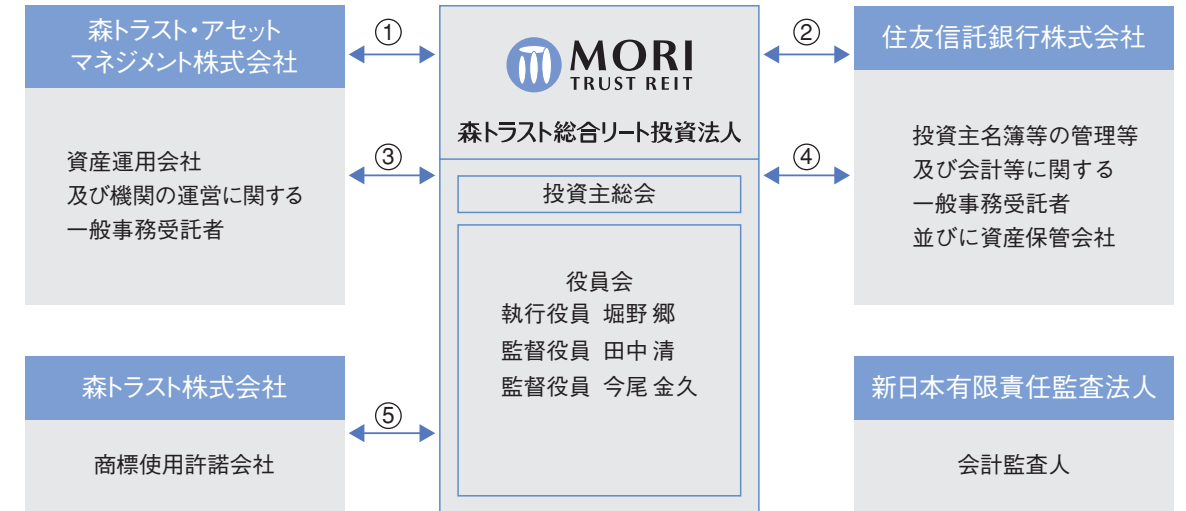 森トラスト・アセット
マネジメント株式会社
資産運用会社
及び機関の運営に関する
一般事務受託者
①
③
MORI
TRUST REIT
森トラスト総合リート投資法人
投資主総会
役員会
執行役員 堀野 郷
監督役員 田中 清
監督役員 今尾 金久
②
④
住友信託銀行株式会社
投資主名簿等の管理等
及び会計等に関する
一般事務受託者
並びに資産保管会社
森トラスト株式会社
商標使用許諾会社
⑤
新日本有限責任監査法人
会計監査人